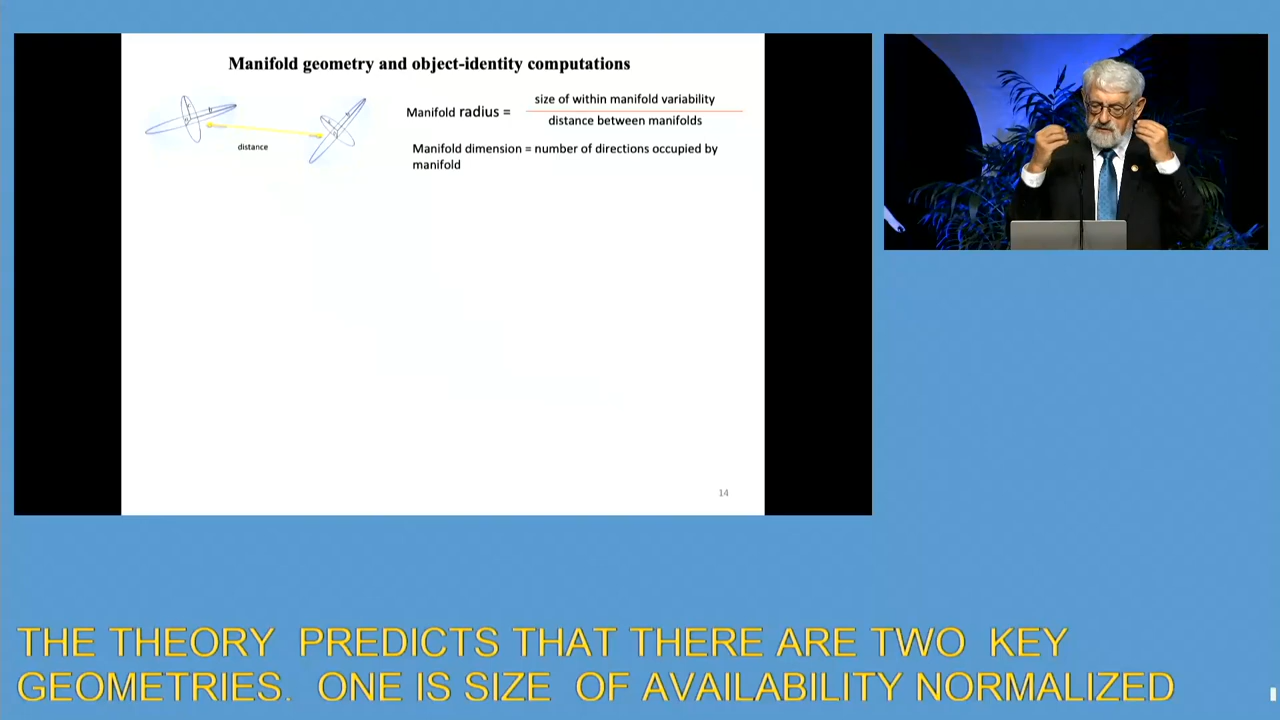 Manifold geometry and object-identity computations
distance
Manifold radius =
size of within manifold variability
distance between manifolds
Manifold dimension = number of directions occupied by
manifold
14
THE THEORY PREDICTS THAT THERE ARE TWO KEY
GEOMETRIES. ONE IS SIZE OF AVAILABILITY NORMALIZED